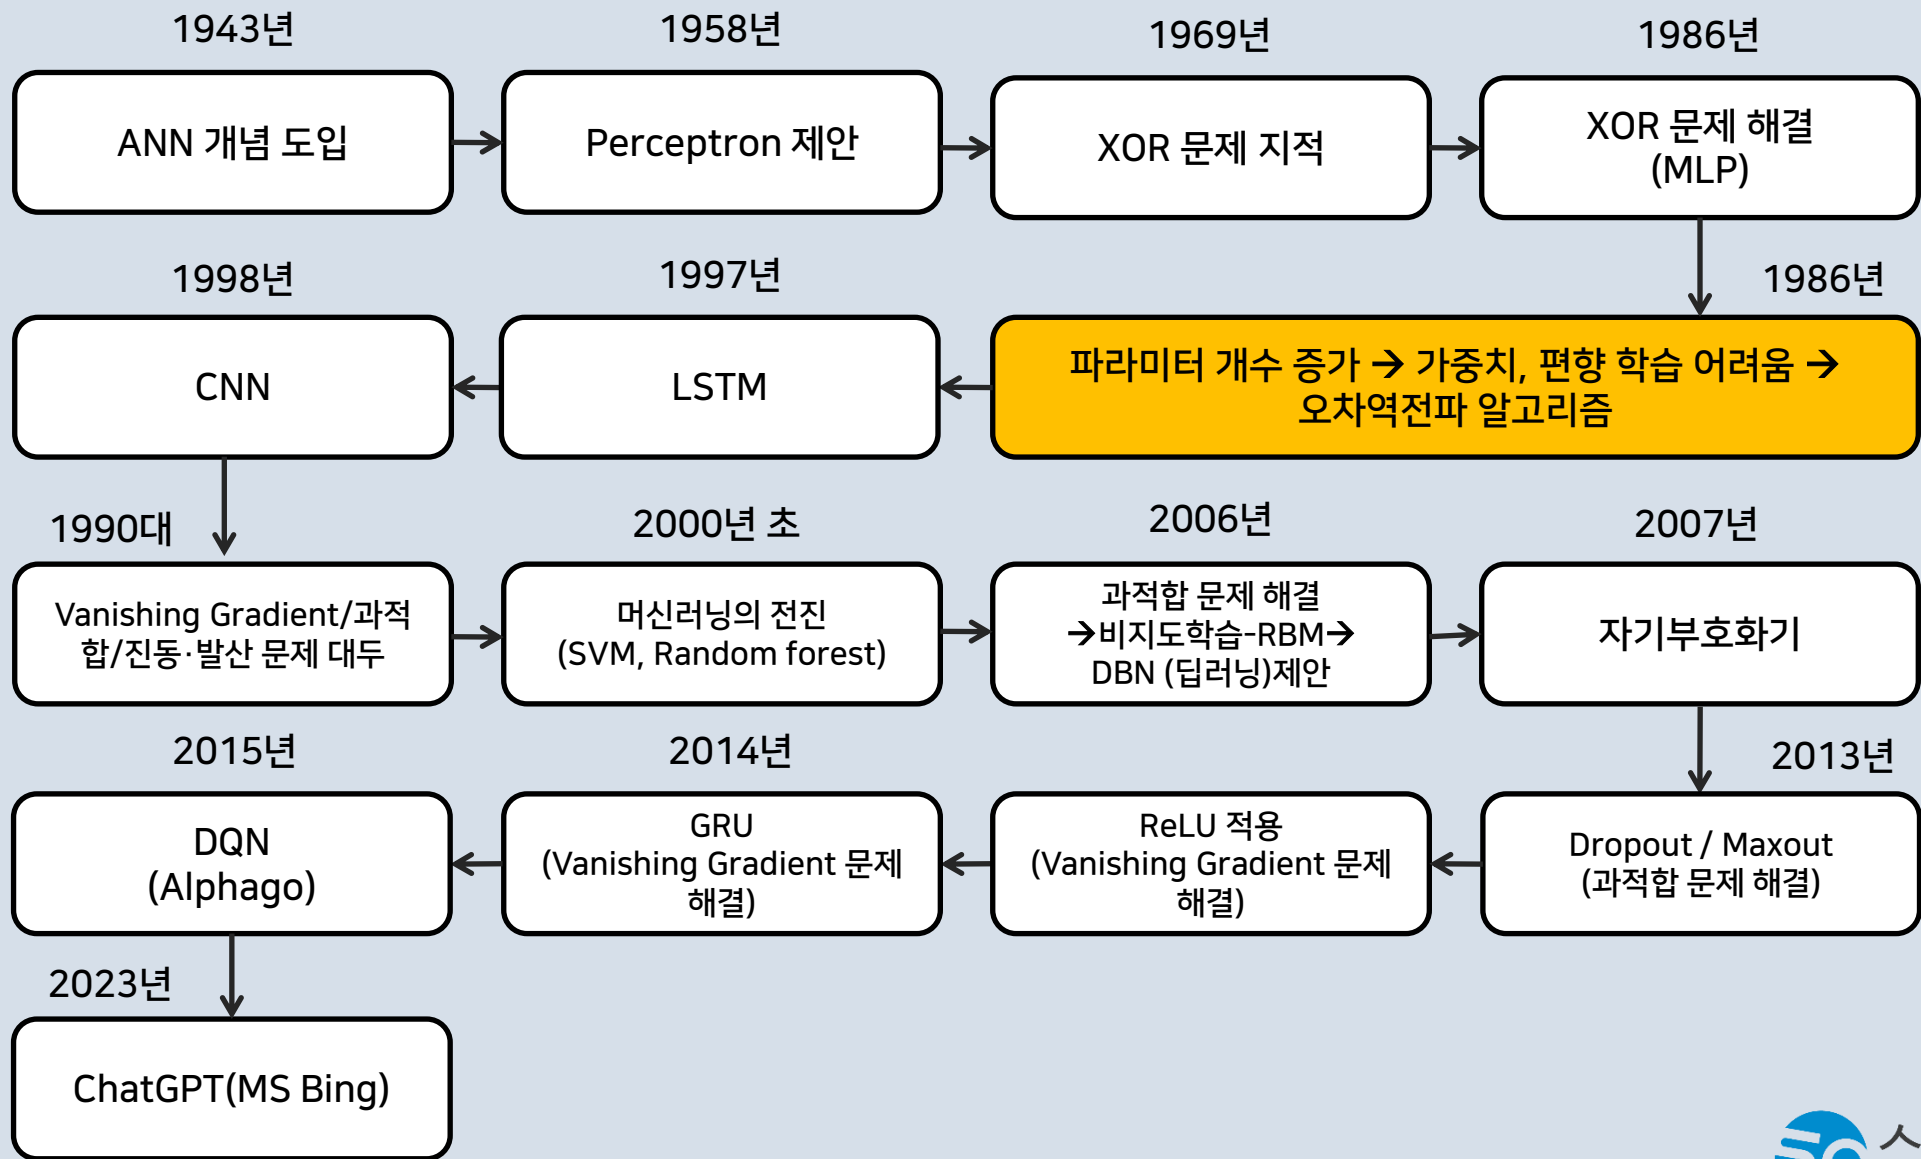 1943년
ANN 개념 도입
1958년
Perceptron 제안
1969년
XOR 문제 지적
1986년
XOR 문제 해결
(MLP)
1986년
파라미터 개수 증가 → 가중치, 편향 학습 어려움 →
오차역전파 알고리즘
1997년
LSTM
1998년
CNN
1990대
Vanishing Gradient/과적
합/진동·발산 문제 대두
2000년 초
머신러닝의 전진
(SVM, Random forest)
2006년
과적합 문제 해결
→비지도학습-RBM→
DBN (딥러닝)제안
2007년
자기부호화기
2013년
Dropout / Maxout
(과적합 문제 해결)
ReLU 적용
(Vanishing Gradient 문제
해결)
2014년
GRU
(Vanishing Gradient 문제
해결)
2015년
DQN
(Alphago)
2023년
ChatGPT(MS Bing)